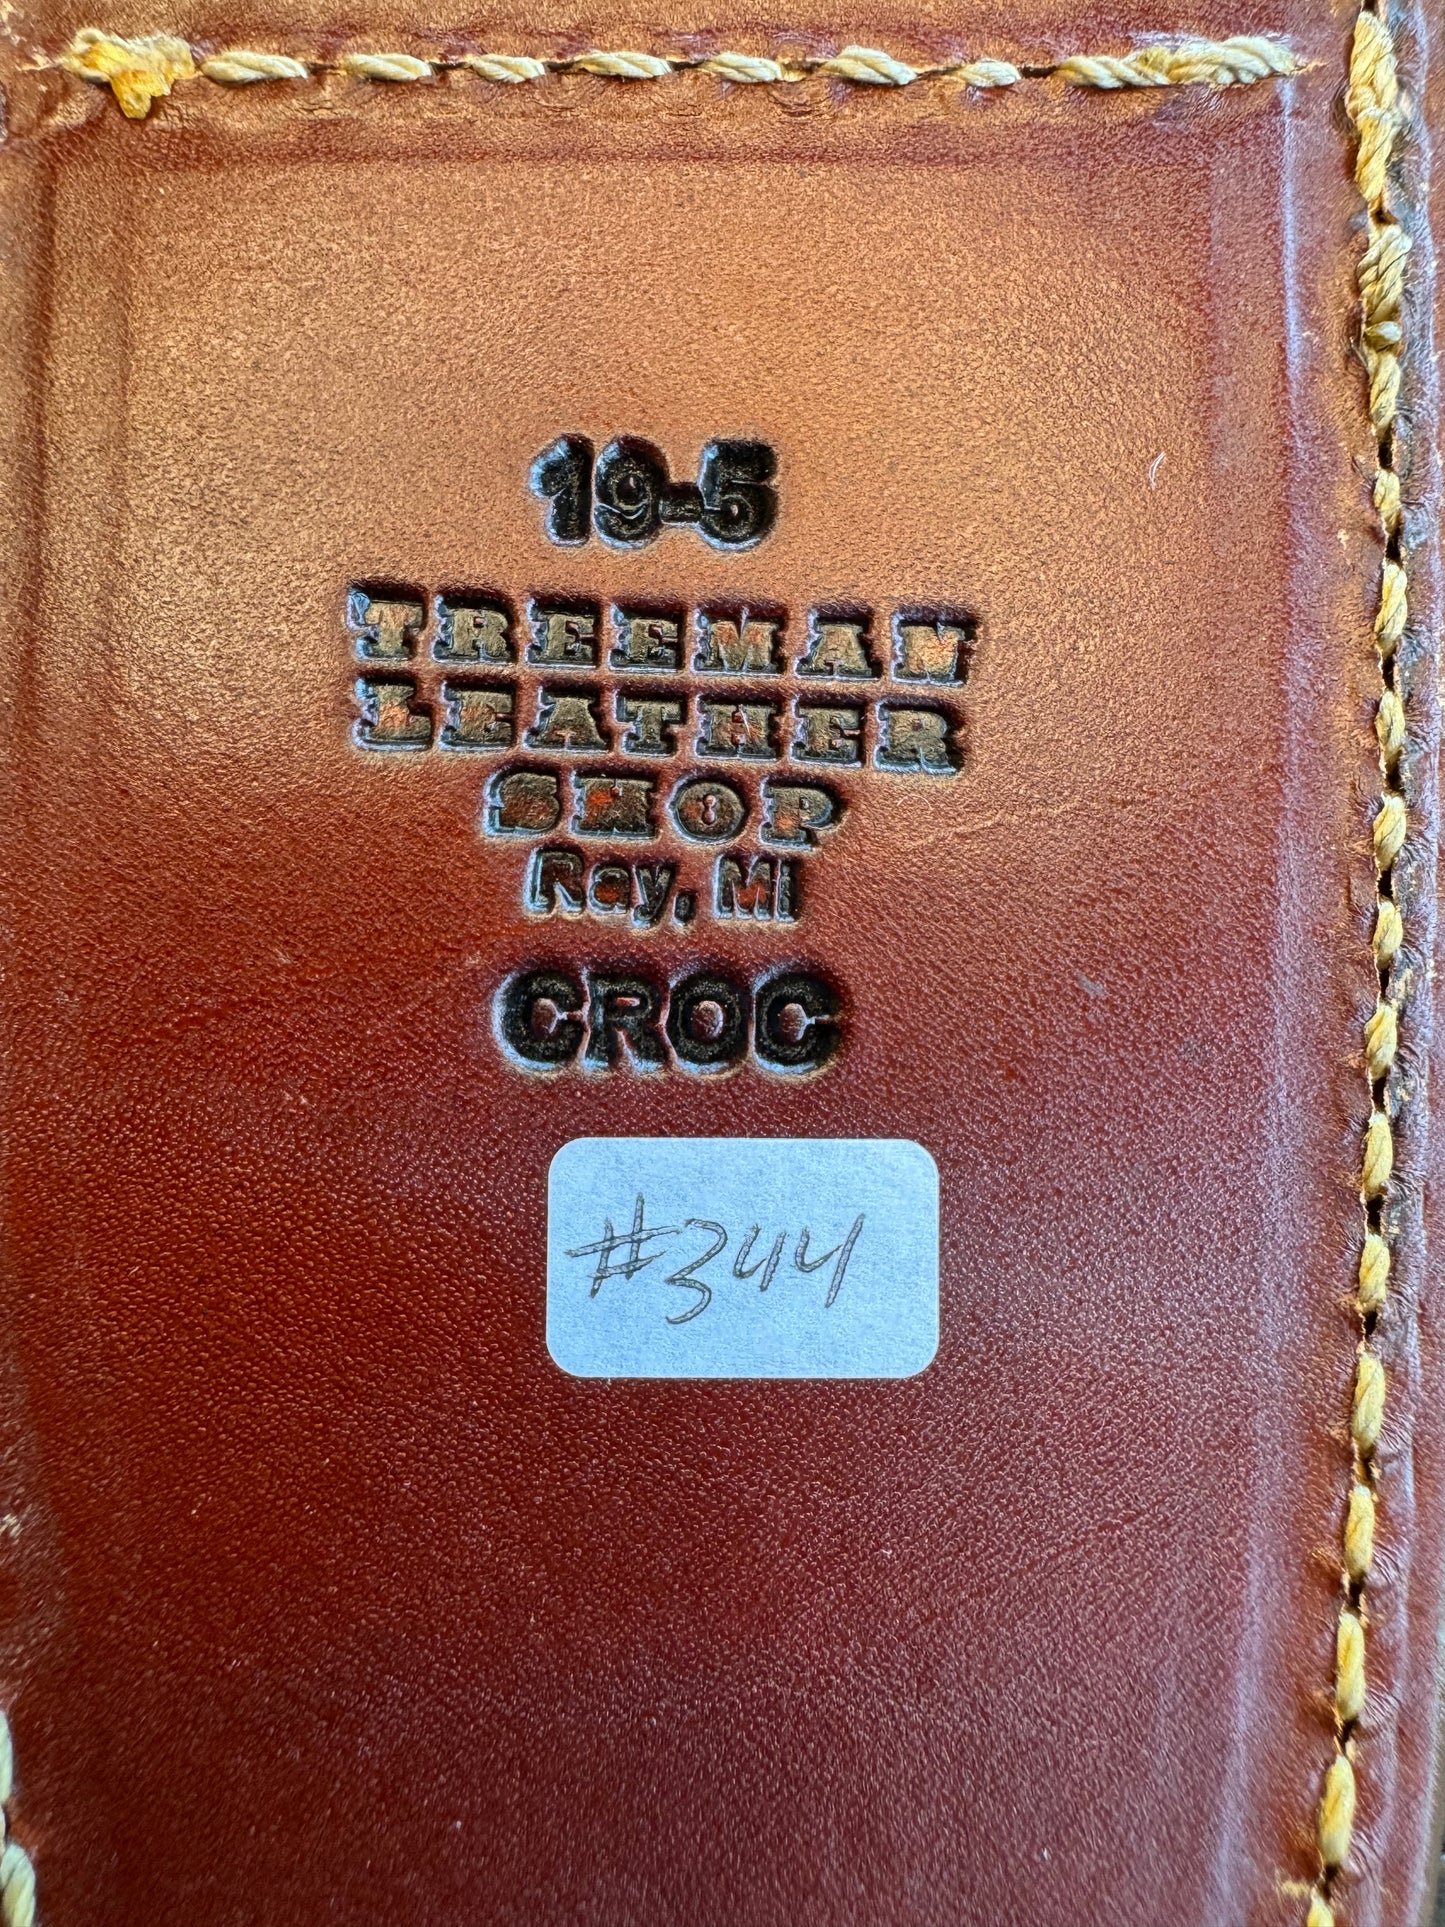 19-5
TREEMAN
LEATHER
SHOP
Ray, Mi
CROC
#344